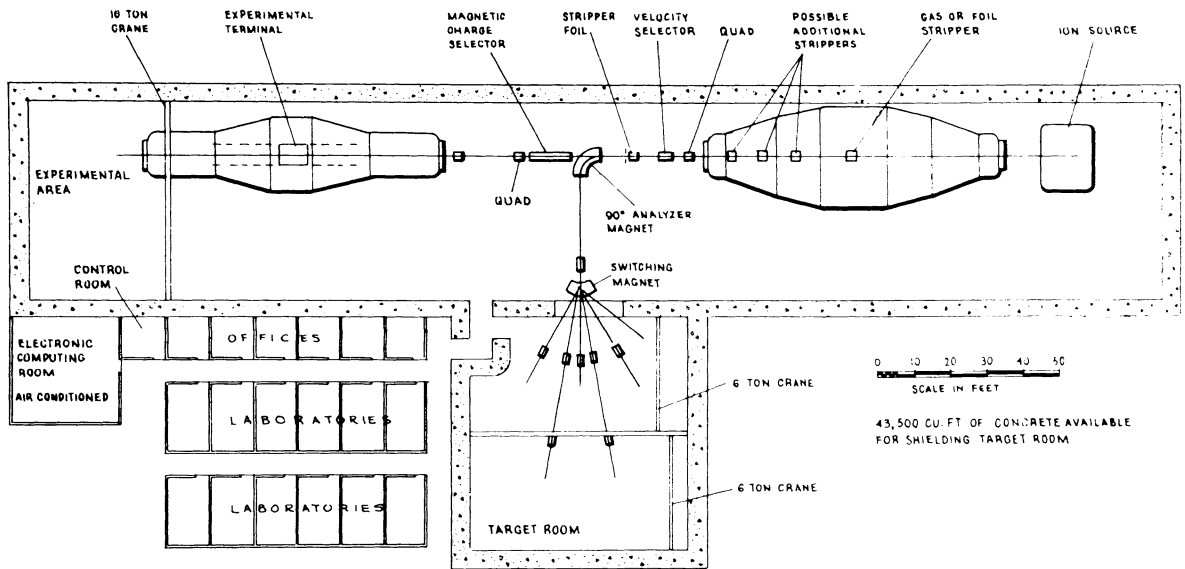 18 TON
CRANE
EXPERIMENTAL
TERMINAL
MAGNETIC
CHARGE
SELECTOR
STRIPPER
FOIL
VELOCITY
SELECTOR
QUAD
POSSIBLE
ADDITIONAL
STRIPPERS
GAS OR FOIL
STRIPPER
ION SOURCE
EXPERIMENTAL
AREA
QUAD
90° ANALYZER
MAGNET
CONTROL
ROOM
SWITCHING
MAGNET
ELECTRONIC
COMPUTING
ROOM
AIR CONDITIONED
OFFICES
LABORATORIES
LABORATORIES
6 TON CRANE
6 TON CRANE
TARGET ROOM
0 10 20 30 40 50
SCALE IN FEET
43,500 CU. FT OF CONCRETE AVAILABLE
FOR SHIELDING TARGET ROOM